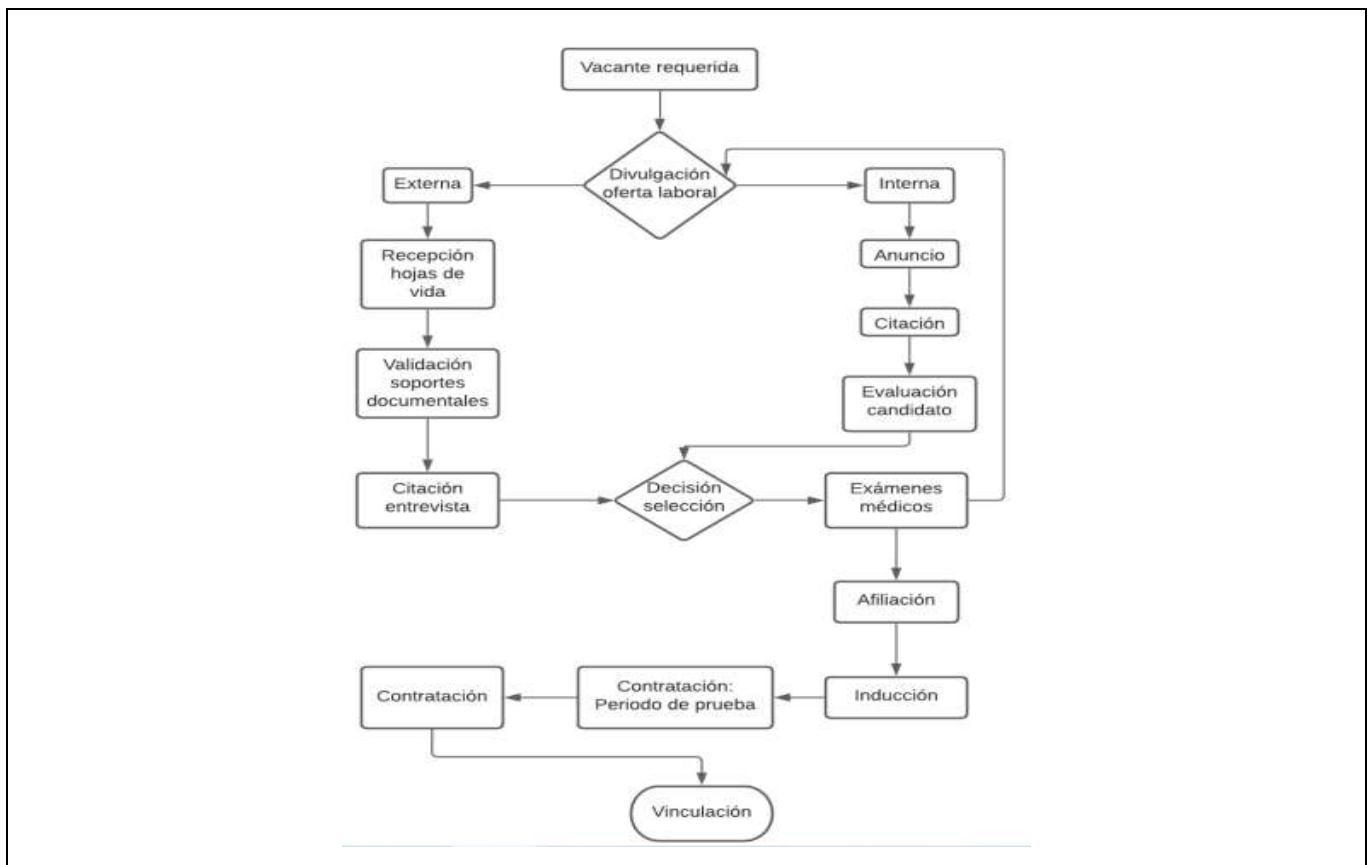 Vacante requerida
Divulgación
oferta laboral
Externa
Interna
Recepción
hojas de
vida
Anuncio
Citación
Validación
soportes
documentales
Evaluación
candidato
Citación
entrevista
Decisión
selección
Exámenes
médicos
Afiliación
Inducción
Contratación:
Periodo de prueba
Contratación
Vinculación